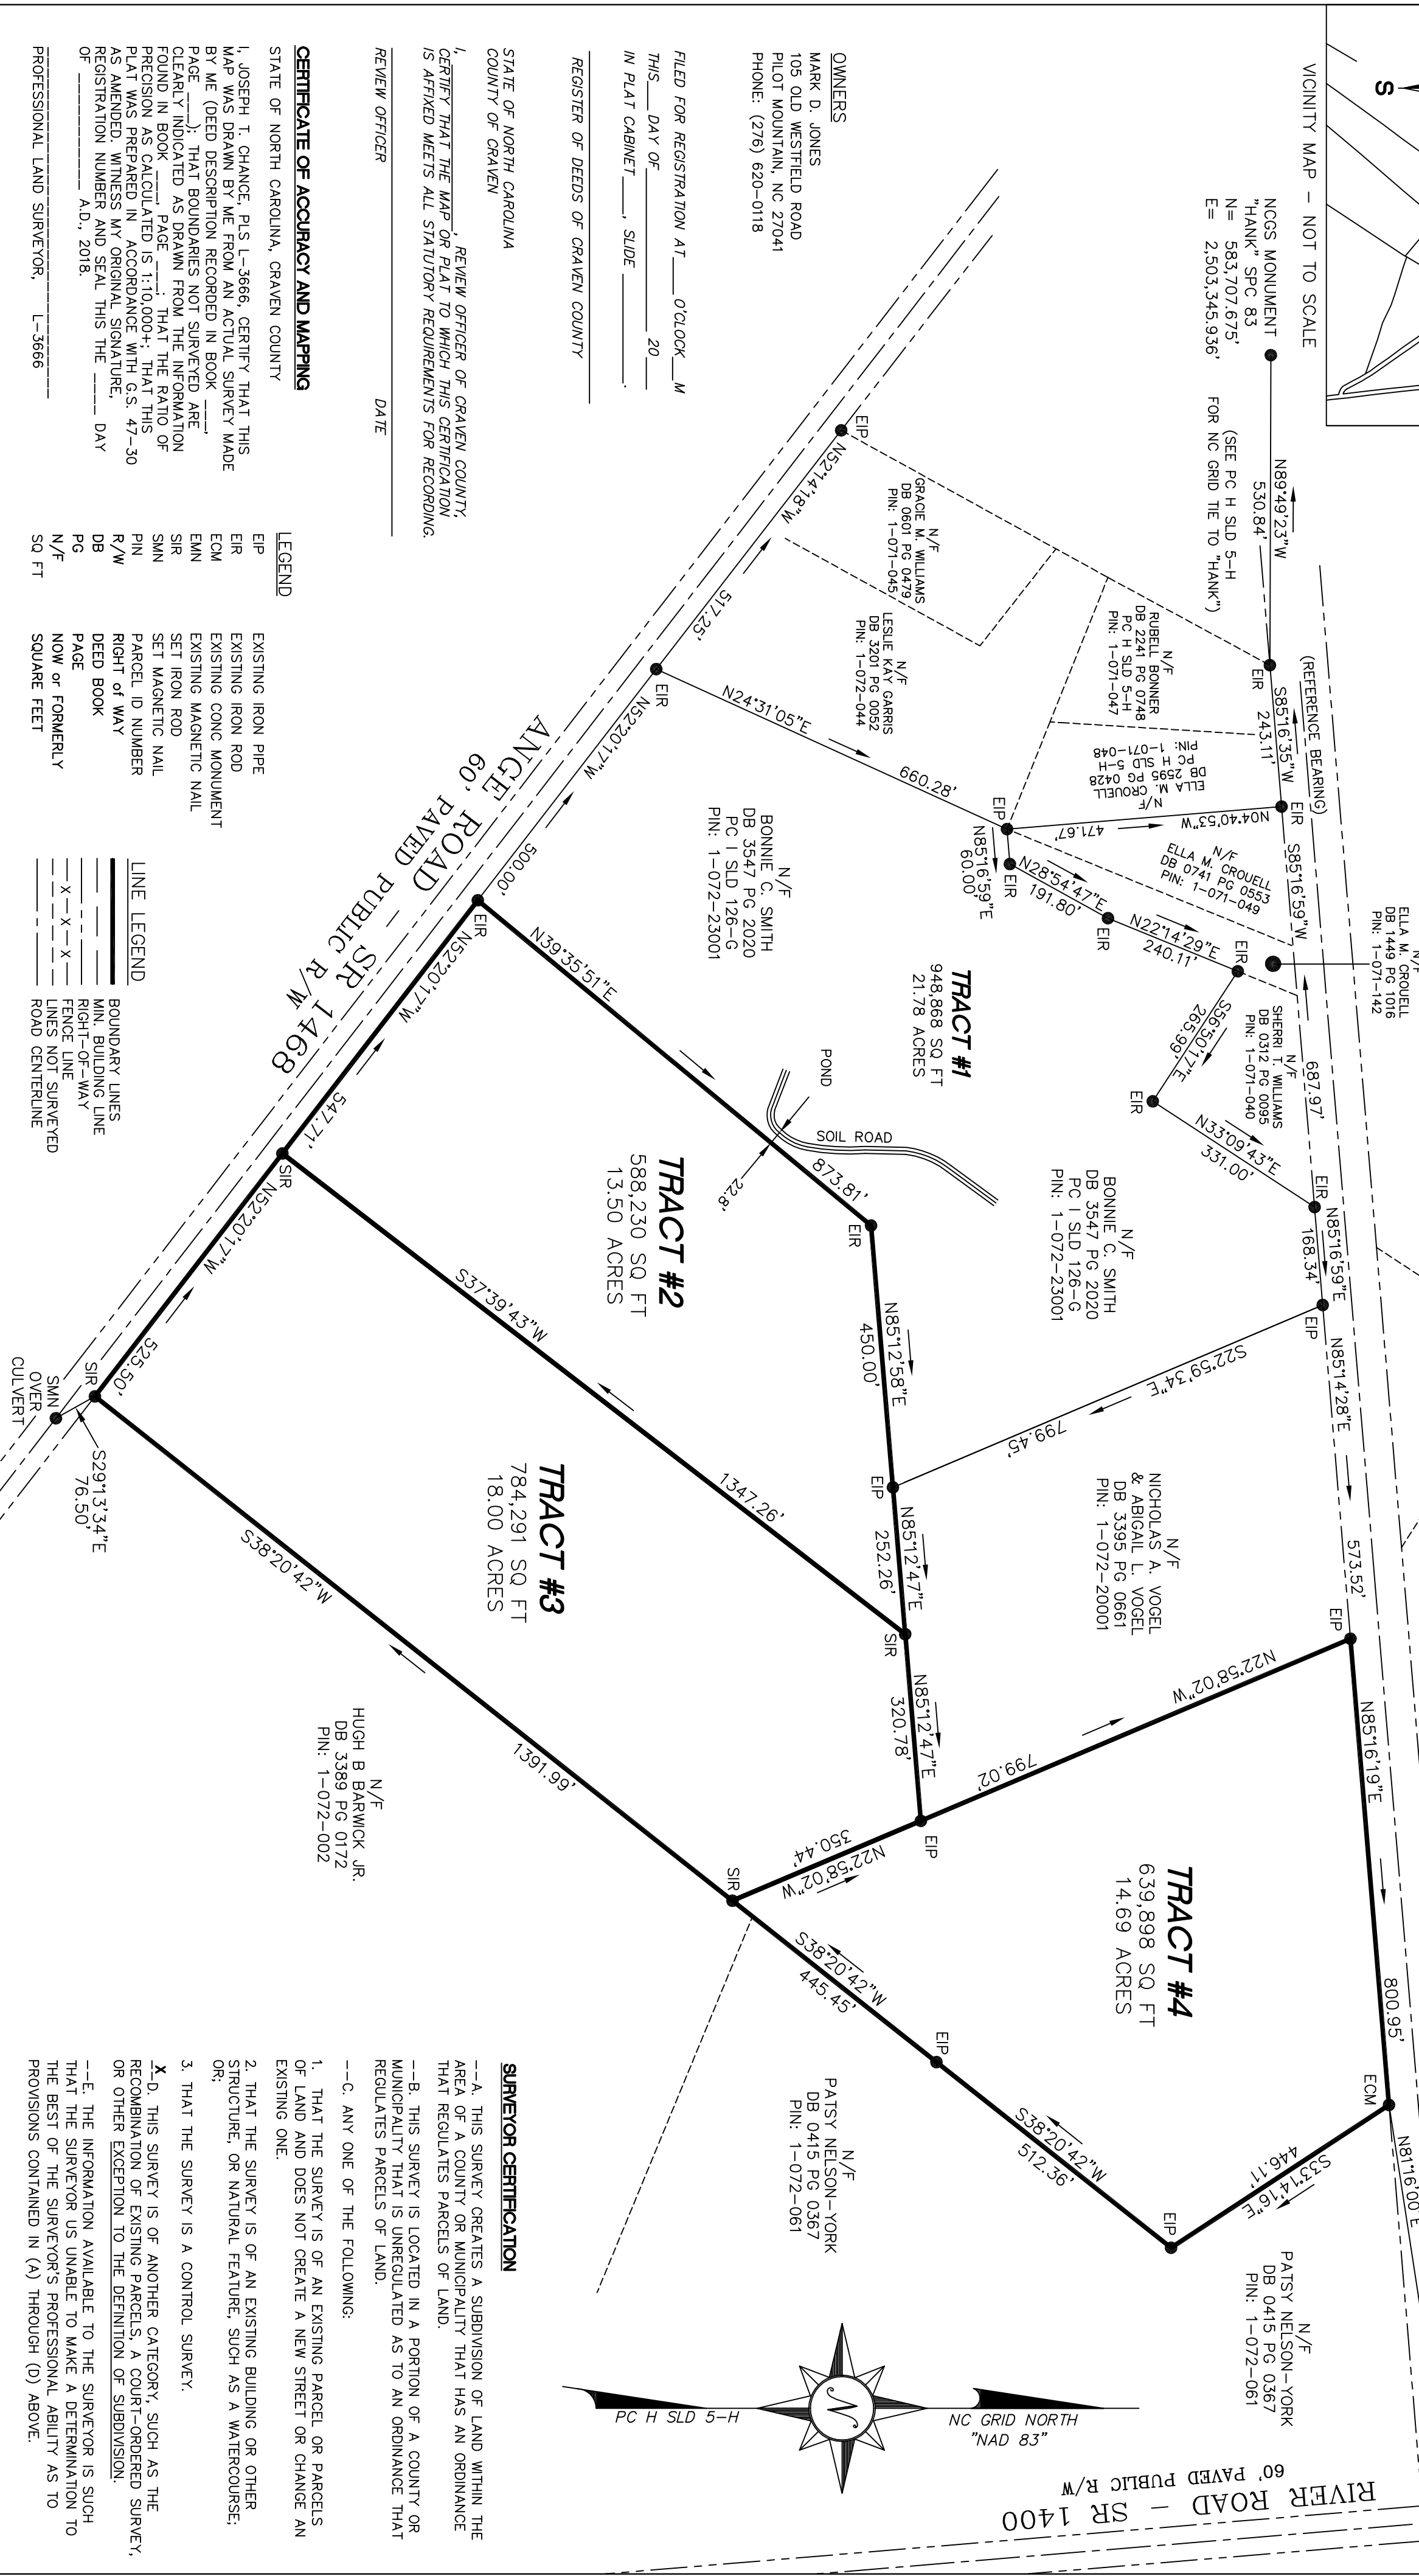 S
VICINITY MAP - NOT TO SCALE
NCGS MONUMENT
"HANK" SPC 83
N= 583,707.675'
E= 2,503,345.936'
(SEE PC H SLD 5-H
FOR NC GRID TIE TO "HANK")
N89°49'23"W
530.84'
(REFERENCE BEARING)
EIR
S85°16'35"W
243.11'
EIR
S85°16'59"W
687.97'
N/F
ELLA M. CROUELL
DB 1449 PG 1016
PIN: 1-071-142
N/F
RUBELL BONNER
DB 2241 PG 0748
PC H SLD 5-H
PIN: 1-071-047
N/F
ELLA M. CROUELL
DB 2595 PG 0428
PC H SLD 5-H
PIN: 1-071-048
N04°40'53"W
471.67'
N/F
ELLA M. CROUELL
DB 0741 PG 0553
PIN: 1-071-049
N/F
SHERRI T. WILLIAMS
DB 0312 PG 0095
PIN: 1-071-040
N/F
GRACIE M. WILLIAMS
DB 0601 PG 0479
PIN: 1-071-045
N/F
LESLIE KAY GARRIS
DB 3201 PG 0052
PIN: 1-072-044
EIP
N52°14'18"W
517.25'
EIR
N24°31'05"E
660.28'
EIP
N85°16'59"E
60.00'
EIR
N28°54'47"E
191.80'
EIR
N22°14'29"E
240.11'
EIR
S56°50'17"E
265.99'
EIR
N33°09'43"E
331.00'
EIR
N85°16'59"E
168.34'
EIP
N85°14'28"E
573.52'
EIP
N85°16'19"E
800.95'
ECM
N81°16'00"E
S33°14'16"E
446.11'
EIP
S38°20'42"W
512.36'
EIP
S38°20'42"W
445.45'
SIR
N22°58'02"W
350.44'
EIP
N22°58'02"W
799.02'
S22°59'34"E
799.45'
N52°20'17"W
500.00'
EIR
N39°35'51"E
873.81'
EIR
N85°12'58"E
450.00'
EIP
N85°12'47"E
252.26'
SIR
N85°12'47"E
320.78'
N52°20'17"W
547.71'
SIR
S37°39'43"W
1347.26'
N52°20'17"W
525.50'
SIR
S38°20'42"W
1391.99'
SMN
OVER
CULVERT
S29°13'34"E
76.50'
POND
SOIL ROAD
22.8'
TRACT #1
948,868 SQ FT
21.78 ACRES
TRACT #2
588,230 SQ FT
13.50 ACRES
TRACT #3
784,291 SQ FT
18.00 ACRES
TRACT #4
639,898 SQ FT
14.69 ACRES
N/F
BONNIE C. SMITH
DB 3547 PG 2020
PC I SLD 126-G
PIN: 1-072-23001
N/F
BONNIE C. SMITH
DB 3547 PG 2020
PC I SLD 126-G
PIN: 1-072-23001
N/F
NICHOLAS A. VOGEL
& ABIGAIL L. VOGEL
DB 3395 PG 0661
PIN: 1-072-20001
N/F
HUGH B BARWICK JR.
DB 3389 PG 0172
PIN: 1-072-002
N/F
PATSY NELSON-YORK
DB 0415 PG 0367
PIN: 1-072-061
N/F
PATSY NELSON-YORK
DB 0415 PG 0367
PIN: 1-072-061
ANGE ROAD - SR 1468
60' PAVED PUBLIC R/W
RIVER ROAD - SR 1400
60' PAVED PUBLIC R/W
PC H SLD 5-H
N
NC GRID NORTH
"NAD 83"
OWNERS
MARK D. JONES
105 OLD WESTFIELD ROAD
PILOT MOUNTAIN, NC 27041
PHONE: (276) 620-0118
FILED FOR REGISTRATION AT____ O'CLOCK__M
THIS___ DAY OF ____________ 20 ____
IN PLAT CABINET ____, SLIDE ________.
REGISTER OF DEEDS OF CRAVEN COUNTY
STATE OF NORTH CAROLINA
COUNTY OF CRAVEN
I,____________, REVIEW OFFICER OF CRAVEN COUNTY,
CERTIFY THAT THE MAP OR PLAT TO WHICH THIS CERTIFICATION
IS AFFIXED MEETS ALL STATUTORY REQUIREMENTS FOR RECORDING.
REVIEW OFFICER DATE
CERTIFICATE OF ACCURACY AND MAPPING
STATE OF NORTH CAROLINA, CRAVEN COUNTY
I, JOSEPH T. CHANCE, PLS L-3666, CERTIFY THAT THIS
MAP WAS DRAWN BY ME FROM AN ACTUAL SURVEY MADE
BY ME (DEED DESCRIPTION RECORDED IN BOOK ____,
PAGE ____); THAT BOUNDARIES NOT SURVEYED ARE
CLEARLY INDICATED AS DRAWN FROM THE INFORMATION
FOUND IN BOOK ____, PAGE ____; THAT THE RATIO OF
PRECISION AS CALCULATED IS 1:10,000+; THAT THIS
PLAT WAS PREPARED IN ACCORDANCE WITH G.S. 47-30
AS AMENDED. WITNESS MY ORIGINAL SIGNATURE,
REGISTRATION NUMBER AND SEAL THIS THE ____ DAY
OF __________ A.D., 2018.
PROFESSIONAL LAND SURVEYOR, L-3666
LEGEND
EIP EXISTING IRON PIPE
EIR EXISTING IRON ROD
ECM EXISTING CONC MONUMENT
EMN EXISTING MAGNETIC NAIL
SIR SET IRON ROD
SMN SET MAGNETIC NAIL
PIN PARCEL ID NUMBER
R/W RIGHT of WAY
DB DEED BOOK
PG PAGE
N/F NOW or FORMERLY
SQ FT SQUARE FEET
LINE LEGEND
BOUNDARY LINES
MIN. BUILDING LINE
RIGHT-OF-WAY
X X X FENCE LINE
LINES NOT SURVEYED
ROAD CENTERLINE
SURVEYOR CERTIFICATION
--A. THIS SURVEY CREATES A SUBDIVISION OF LAND WITHIN THE
AREA OF A COUNTY OR MUNICIPALITY THAT HAS AN ORDINANCE
THAT REGULATES PARCELS OF LAND.
--B. THIS SURVEY IS LOCATED IN A PORTION OF A COUNTY OR
MUNICIPALITY THAT IS UNREGULATED AS TO AN ORDINANCE THAT
REGULATES PARCELS OF LAND.
--C. ANY ONE OF THE FOLLOWING:
1. THAT THE SURVEY IS OF AN EXISTING PARCEL OR PARCELS
OF LAND AND DOES NOT CREATE A NEW STREET OR CHANGE AN
EXISTING ONE.
2. THAT THE SURVEY IS OF AN EXISTING BUILDING OR OTHER
STRUCTURE, OR NATURAL FEATURE, SUCH AS A WATERCOURSE;
OR;
3. THAT THE SURVEY IS A CONTROL SURVEY.
X
--D. THIS SURVEY IS OF ANOTHER CATEGORY, SUCH AS THE
RECOMBINATION OF EXISTING PARCELS, A COURT-ORDERED SURVEY,
OR OTHER EXCEPTION TO THE DEFINITION OF SUBDIVISION.
--E. THE INFORMATION AVAILABLE TO THE SURVEYOR IS SUCH
THAT THE SURVEYOR US UNABLE TO MAKE A DETERMINATION TO
THE BEST OF THE SURVEYOR'S PROFESSIONAL ABILITY AS TO
PROVISIONS CONTAINED IN (A) THROUGH (D) ABOVE.